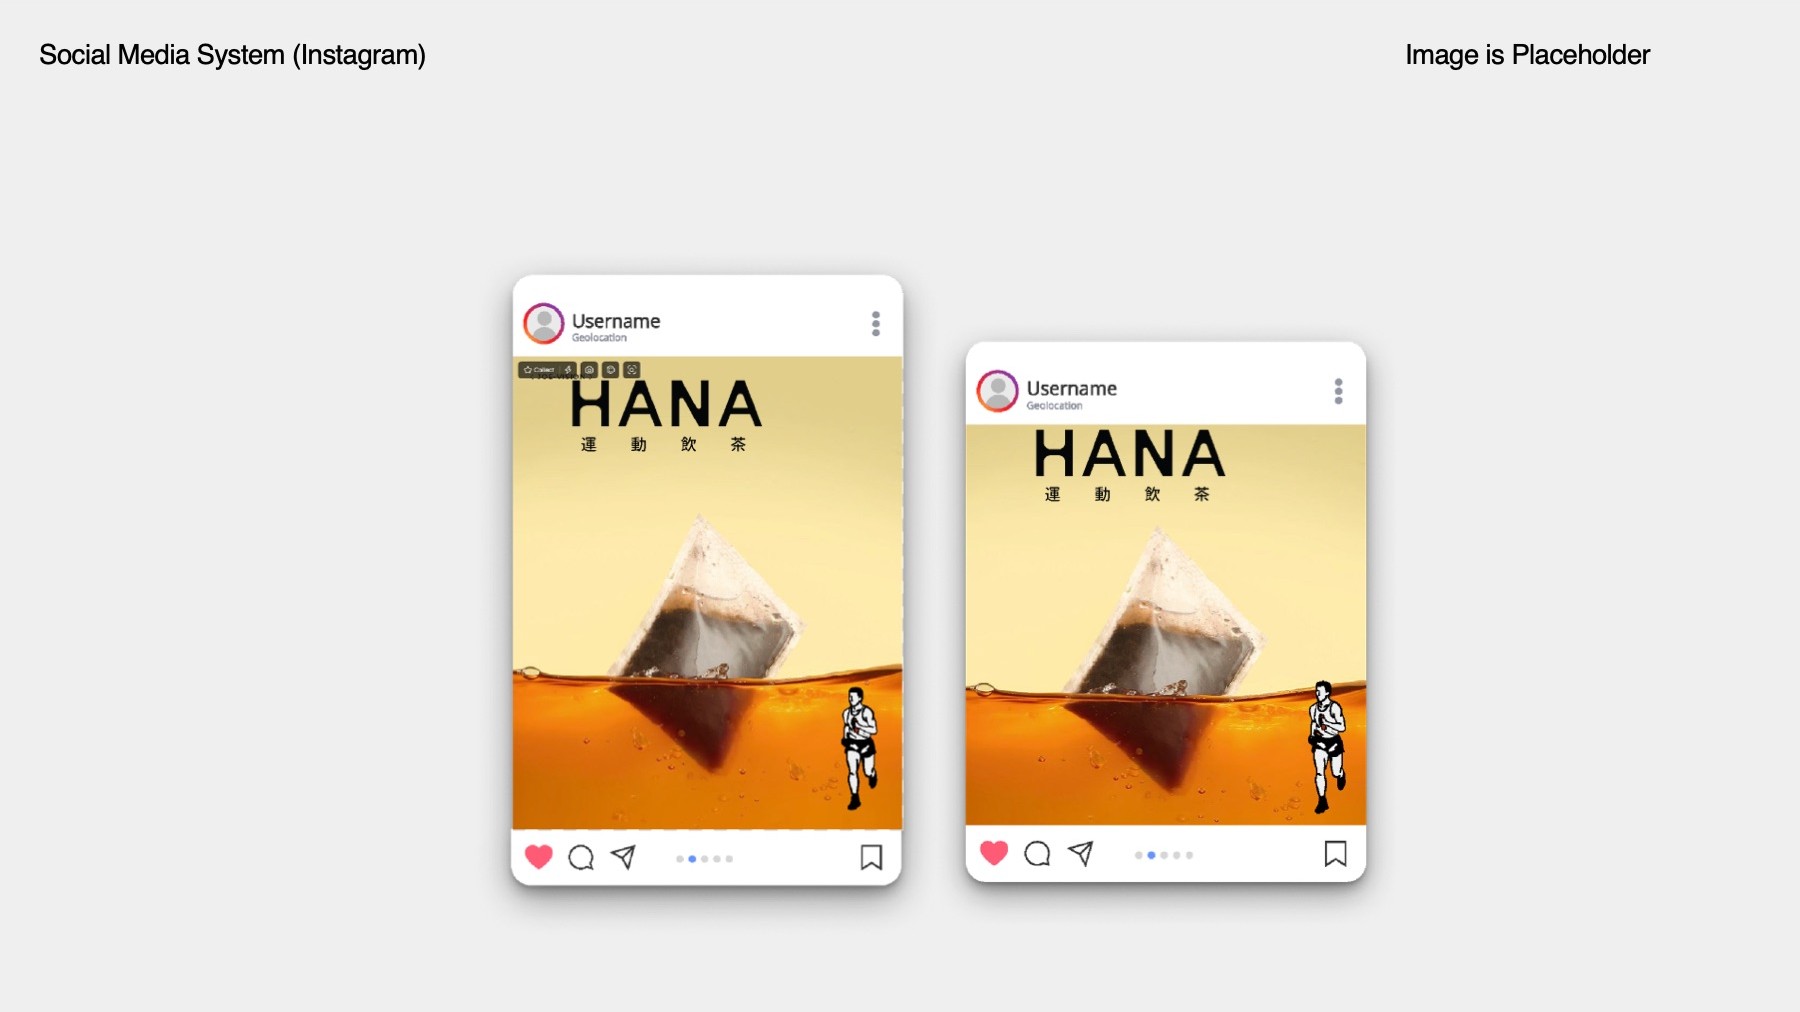 Social Media System (Instagram)
Image is Placeholder
Username
Geolocation
Collect
HANA
運動飲茶
Username
Geolocation
HANA
運動飲茶